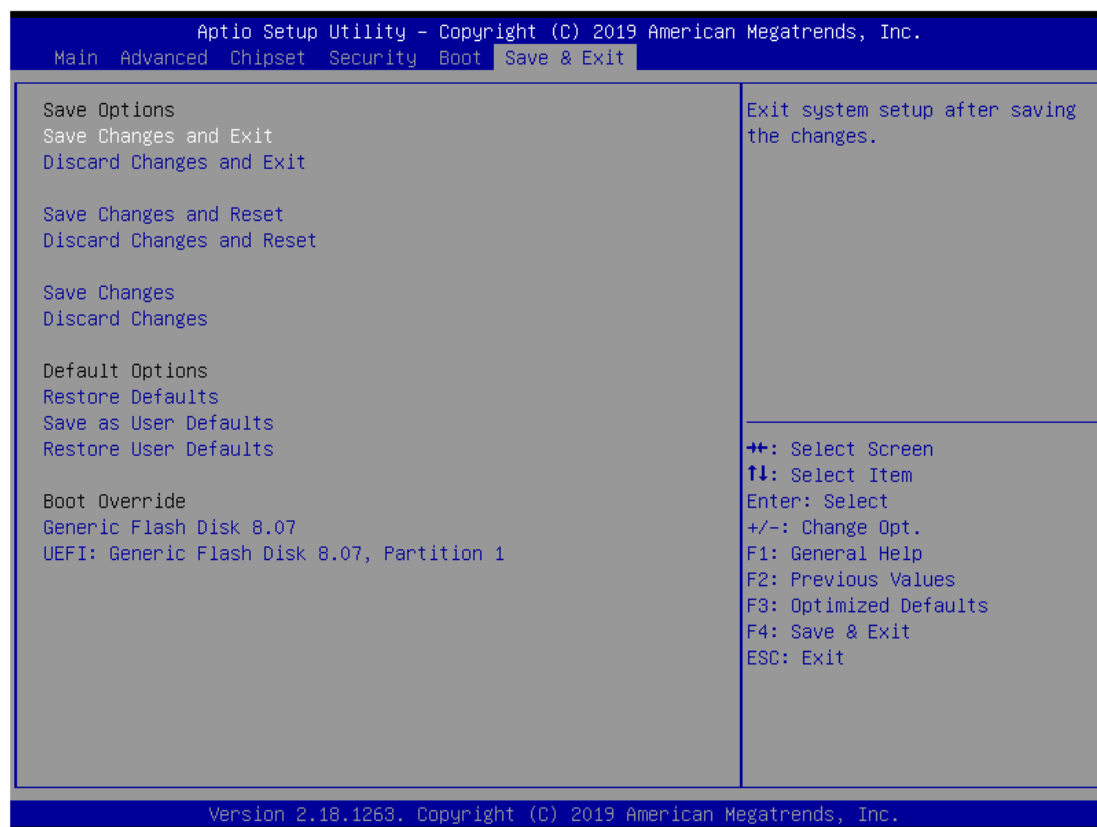 Aptio Setup Utility – Copyright (C) 2019 American Megatrends, Inc.
Main Advanced Chipset Security Boot Save & Exit
Save Options
Save Changes and Exit
Discard Changes and Exit
Save Changes and Reset
Discard Changes and Reset
Save Changes
Discard Changes
Default Options
Restore Defaults
Save as User Defaults
Restore User Defaults
Boot Override
Generic Flash Disk 8.07
UEFI: Generic Flash Disk 8.07, Partition 1
Exit system setup after saving
the changes.
→←: Select Screen
↑↓: Select Item
Enter: Select
+/-: Change Opt.
F1: General Help
F2: Previous Values
F3: Optimized Defaults
F4: Save & Exit
ESC: Exit
Version 2.18.1263. Copyright (C) 2019 American Megatrends, Inc.